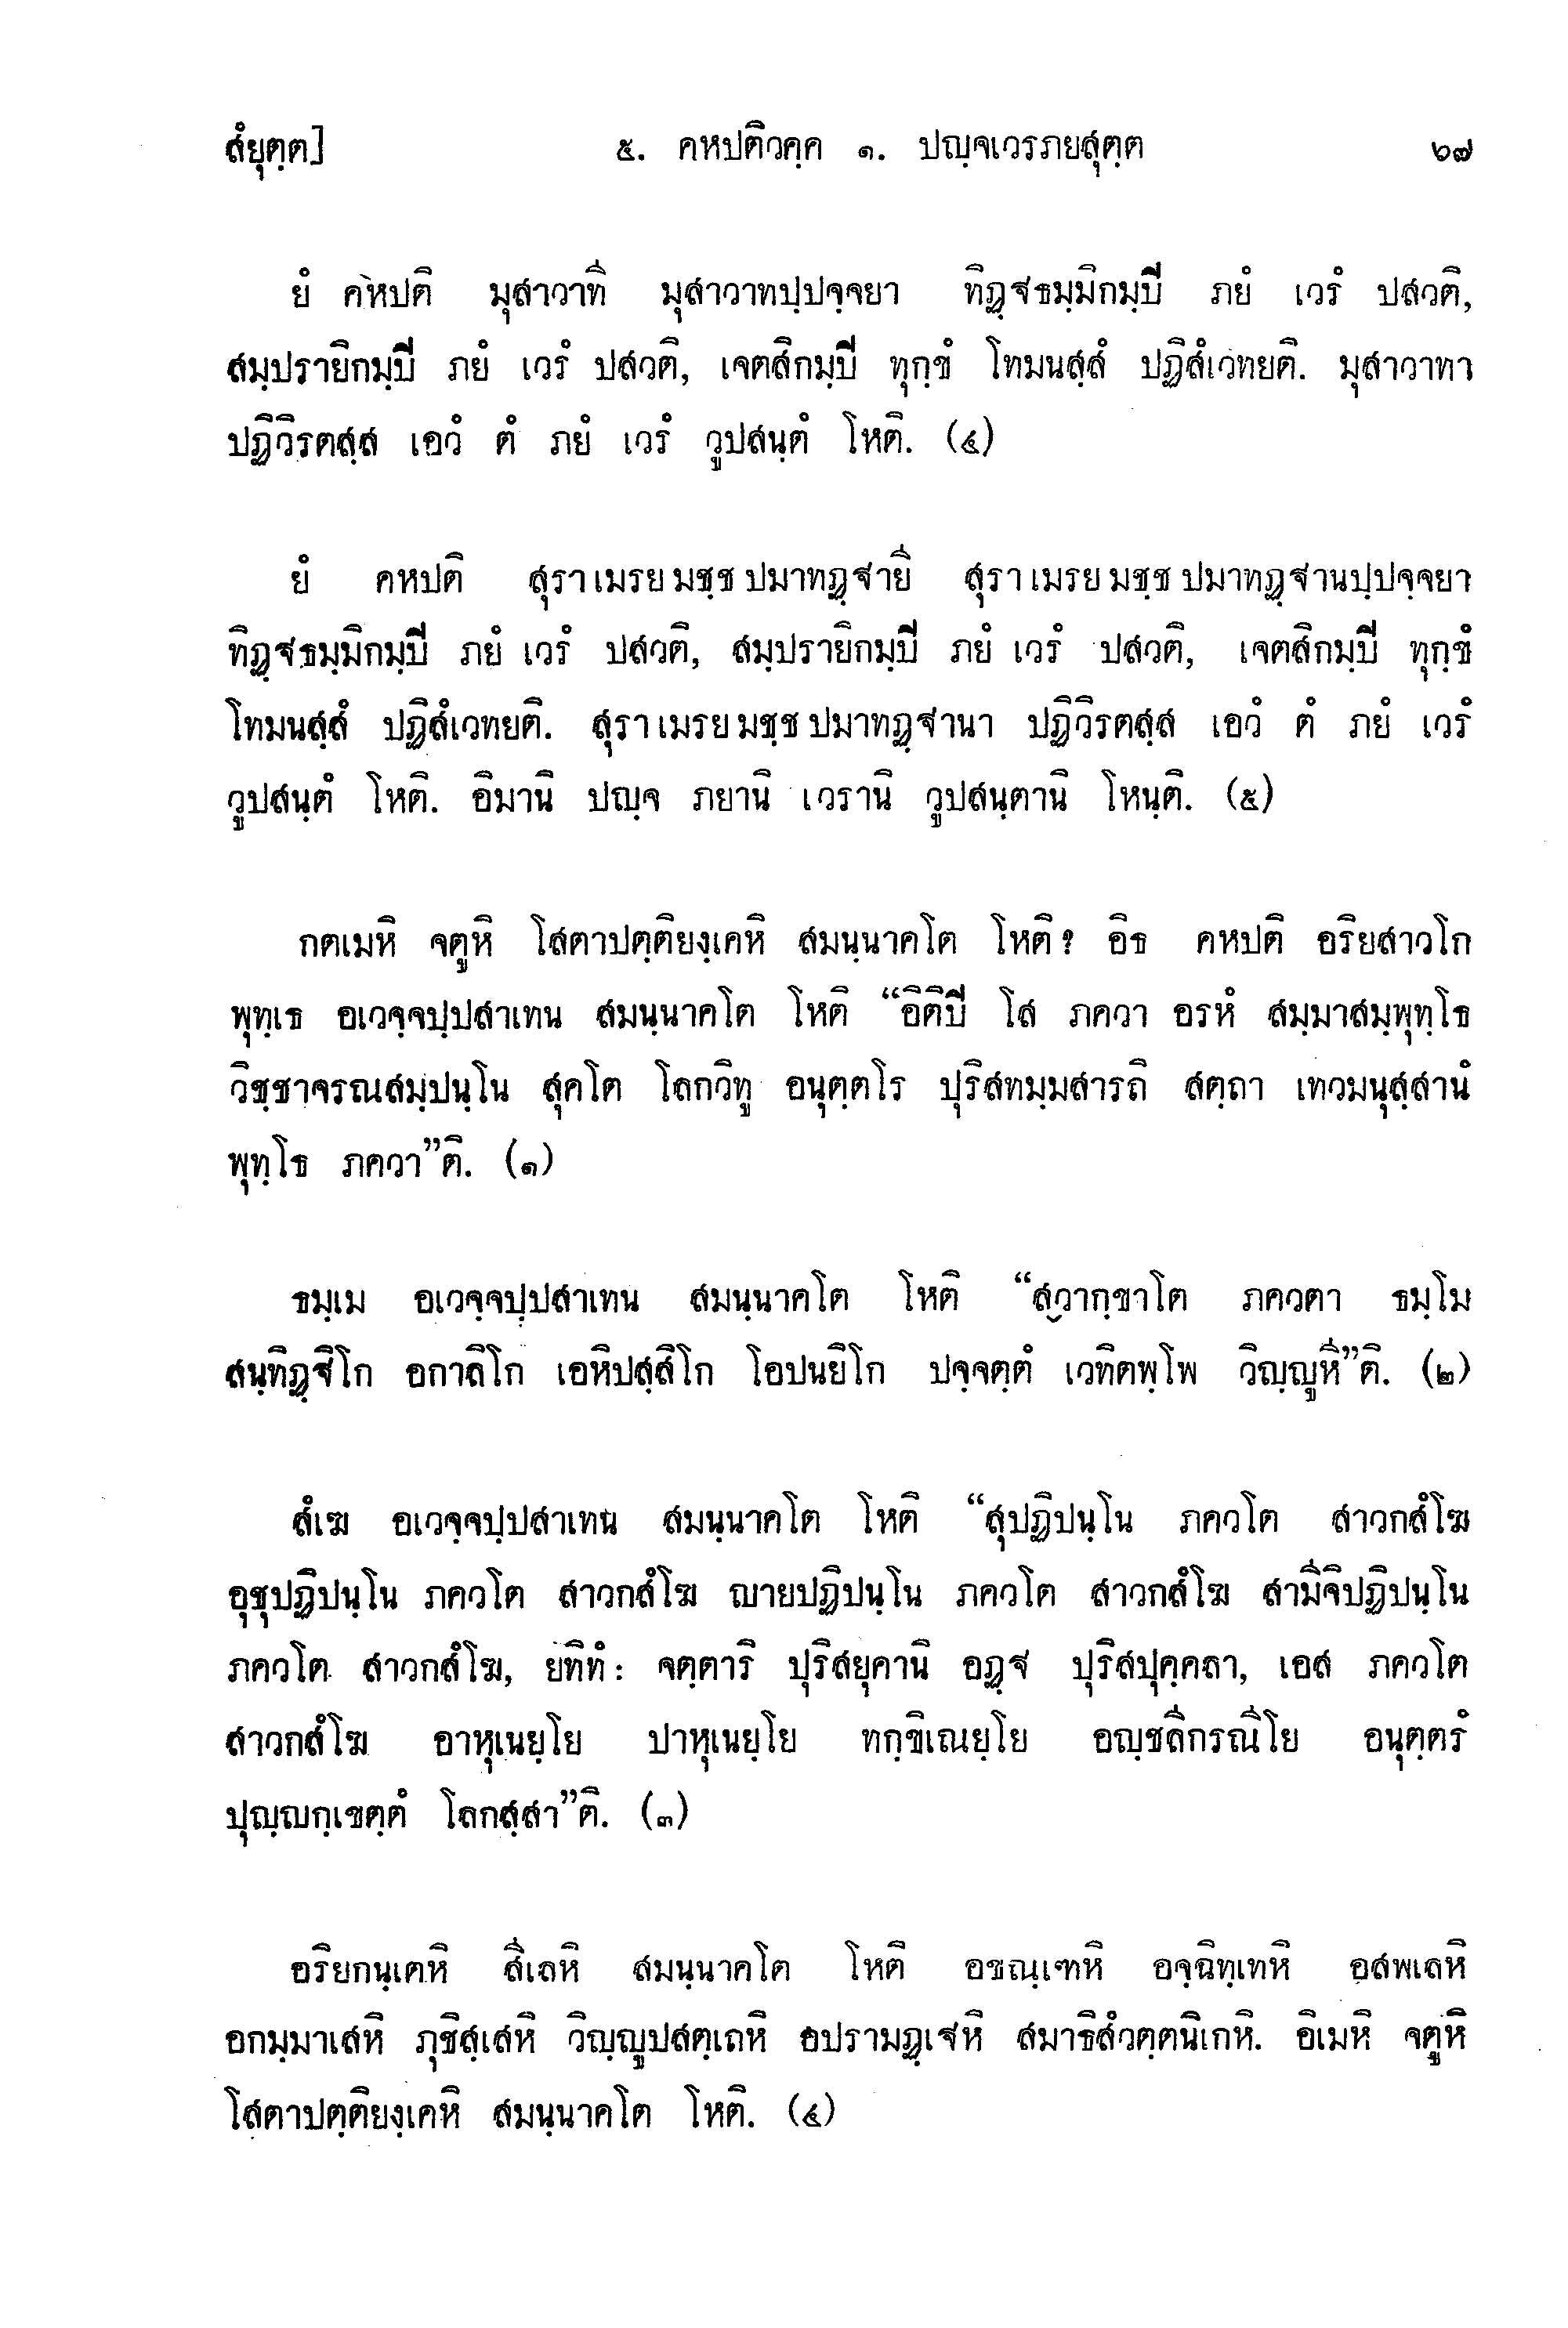 สํยุตฺต] ๕. คหปติวคฺค ๑. ปญฺจเวรภยสุตฺต ๖๗
ยํ คหปติ มุสาวาที มุสาวาทปฺปจฺจยา ทิฏฺฐธมฺมิกมฺปิ ภยํ เวรํ ปสวติ,
สมฺปรายิกมฺปิ ภยํ เวรํ ปสวติ, เจตสิกมฺปิ ทุกฺขํ โทมนสฺสํ ปฏิสํเวทยติ. มุสาวาทา
ปฏิวิรตสฺส เอวํ ตํ ภยํ เวรํ วูปสนฺตํ โหติ. (๔)
ยํ คหปติ สุราเมรยมชฺชปมาทฏฺฐายี สุราเมรยมชฺชปมาทฏฺฐานปฺปจฺจยา
ทิฏฺฐธมฺมิกมฺปิ ภยํ เวรํ ปสวติ, สมฺปรายิกมฺปิ ภยํ เวรํ ปสวติ, เจตสิกมฺปิ ทุกฺขํ
โทมนสฺสํ ปฏิสํเวทยติ. สุราเมรยมชฺชปมาทฏฺฐานา ปฏิวิรตสฺส เอวํ ตํ ภยํ เวรํ
วูปสนฺตํ โหติ. อิมานิ ปญฺจ ภยานิ เวรานิ วูปสนฺตานิ โหนฺติ. (๕)
กตเมหิ จตูหิ โสตาปตฺติยงฺเคหิ สมนฺนาคโต โหติ? อิธ คหปติ อริยสาวโก
พุทฺเธ อเวจฺจปฺปสาเทน สมนฺนาคโต โหติ “อิติปิ โส ภควา อรหํ สมฺมาสมฺพุทฺโธ
วิชฺชาจรณสมฺปนฺโน สุคโต โลกวิทู อนุตฺตโร ปุริสทมฺมสารถิ สตฺถา เทวมนุสฺสานํ
พุทฺโธ ภควา”ติ. (๑)
ธมฺเม อเวจฺจปฺปสาเทน สมนฺนาคโต โหติ “สฺวากฺขาโต ภควตา ธมฺโม
สนฺทิฏฺฐิโก อกาลิโก เอหิปสฺสิโก โอปนยิโก ปจฺจตฺตํ เวทิตพฺโพ วิญฺญูหี”ติ. (๒)
สํเฆ อเวจฺจปฺปสาเทน สมนฺนาคโต โหติ “สุปฏิปนฺโน ภควโต สาวกสํโฆ
อุชุปฏิปนฺโน ภควโต สาวกสํโฆ ญายปฏิปนฺโน ภควโต สาวกสํโฆ สามีจิปฏิปนฺโน
ภควโต สาวกสํโฆ, ยทิทํ: จตฺตาริ ปุริสยุคานิ อฏฺฐ ปุริสปุคฺคลา, เอส ภควโต
สาวกสํโฆ อาหุเนยฺโย ปาหุเนยฺโย ทกฺขิเณยฺโย อญฺชลีกรณีโย อนุตฺตรํ
ปุญฺญกฺเขตฺตํ โลกสฺสา”ติ. (๓)
อริยกนฺเตหิ สีเลหิ สมนฺนาคโต โหติ อขณฺเฑหิ อจฺฉิทฺเทหิ อสพเลหิ
อกมฺมาเสหิ ภุชิสฺเสหิ วิญฺญูปสตฺเถหิ อปรามฏฺเฐหิ สมาธิสํวตฺตนิเกหิ. อิเมหิ จตูหิ
โสตาปตฺติยงฺเคหิ สมนฺนาคโต โหติ. (๔)